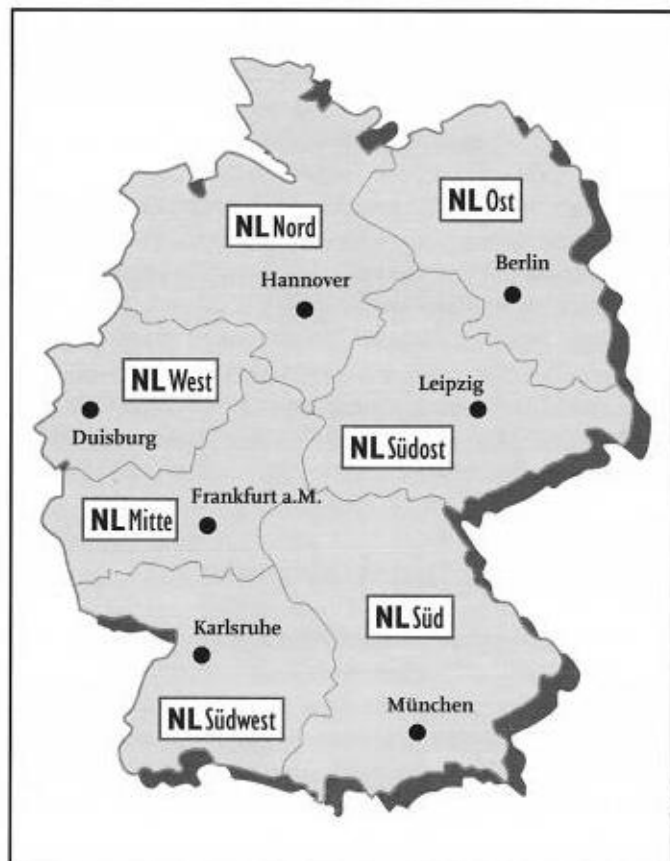 NL Ost
NL Nord
Berlin
Hannover
NL West
Leipzig
Duisburg
NL Südost
Frankfurt a.M.
NL Mitte
NL Süd
Karlsruhe
München
NL Südwest